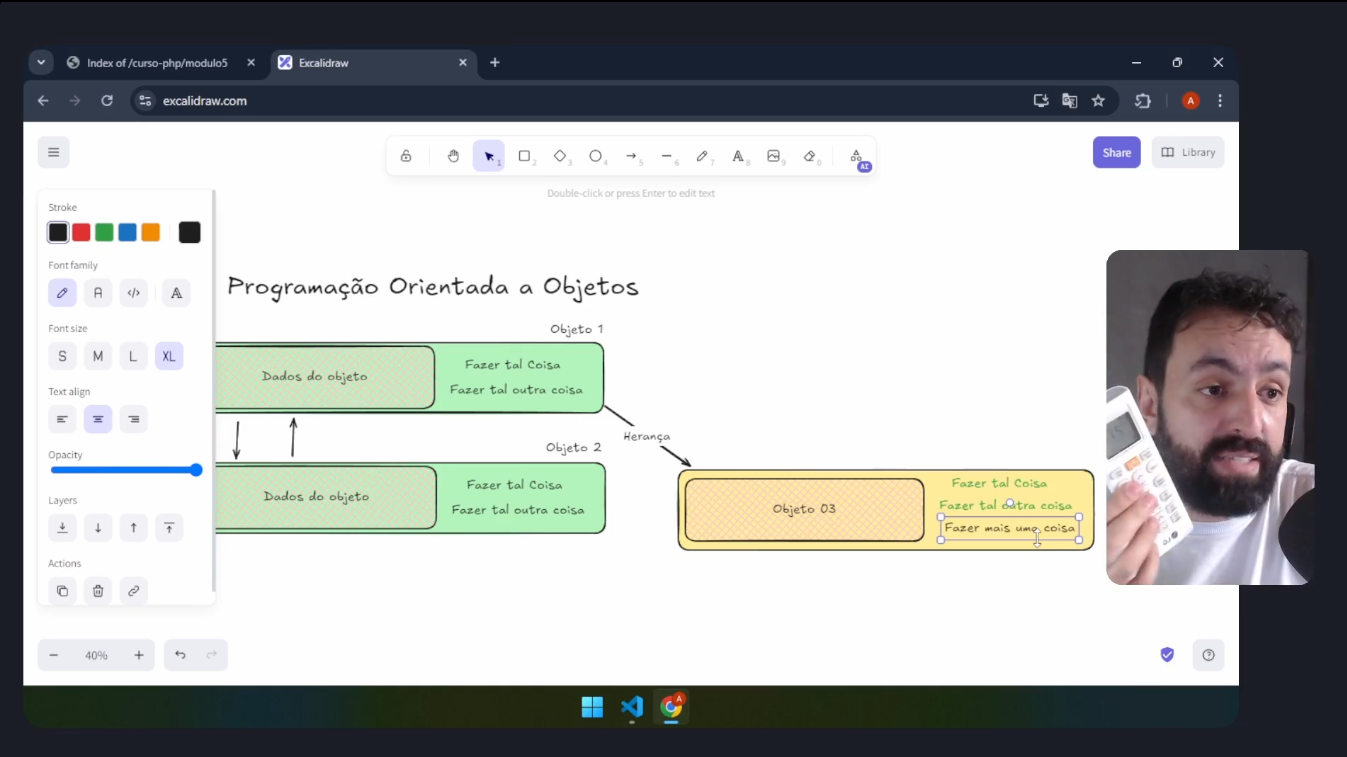 Index of /curso-php/modulo5
Excalidraw
excalidraw.com
A
1
2
3
4
5
6
7
8
9
0
AI
Share
Library
Double-click or press Enter to edit text
Stroke
Font family
Font size
S
M
L
XL
Text align
Opacity
Layers
Actions
Programação Orientada a Objetos
Objeto 1
Dados do objeto
Fazer tal Coisa
Fazer tal outra coisa
Herança
Objeto 2
Dados do objeto
Fazer tal Coisa
Fazer tal outra coisa
Objeto 03
Fazer tal Coisa
Fazer tal outra coisa
Fazer mais uma coisa
40%
A